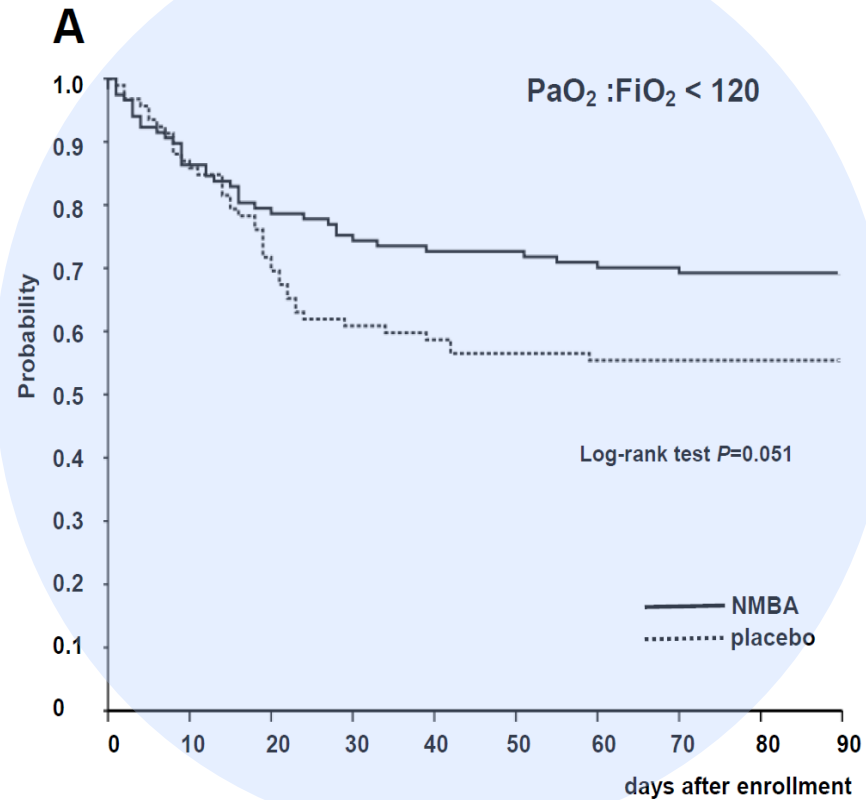 A
PaO₂ :FiO₂ < 120
1.0
0.9
0.8
0.7
0.6
0.5
0.4
0.3
0.2
0.1
0
Probability
Log-rank test P=0.051
NMBA
placebo
0 10 20 30 40 50 60 70 80 90
days after enrollment